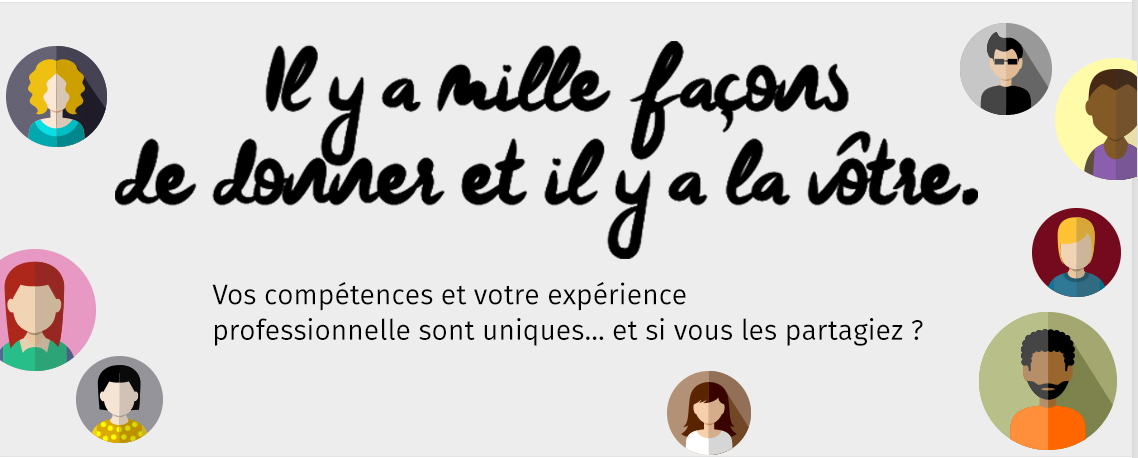 Il y a mille façons
de donner et il y a la vôtre.
Vos compétences et votre expérience
professionnelle sont uniques... et si vous les partagiez ?